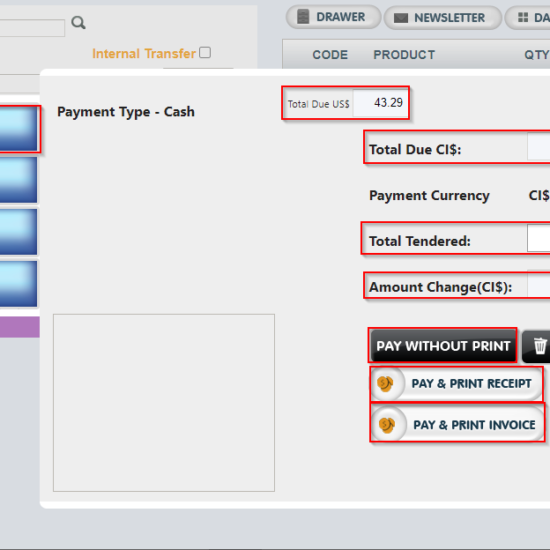 DRAWER
NEWSLETTER
DA
Internal Transfer
CODE PRODUCT QTY
Payment Type - Cash
Total Due US$ 43.29
Total Due CI$:
Payment Currency CI$
Total Tendered:
Amount Change(CI$):
PAY WITHOUT PRINT
PAY & PRINT RECEIPT
PAY & PRINT INVOICE